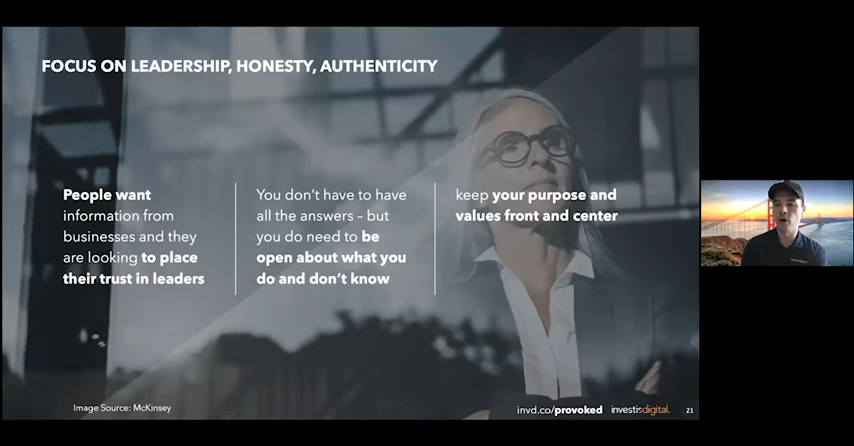 FOCUS ON LEADERSHIP, HONESTY, AUTHENTICITY
People want
information from
businesses and they
are looking to place
their trust in leaders
You don't have to have
all the answers – but
you do need to be
open about what you
do and don't know
keep your purpose and
values front and center
Image Source: McKinsey
invd.co/provoked
investisdigital.
21